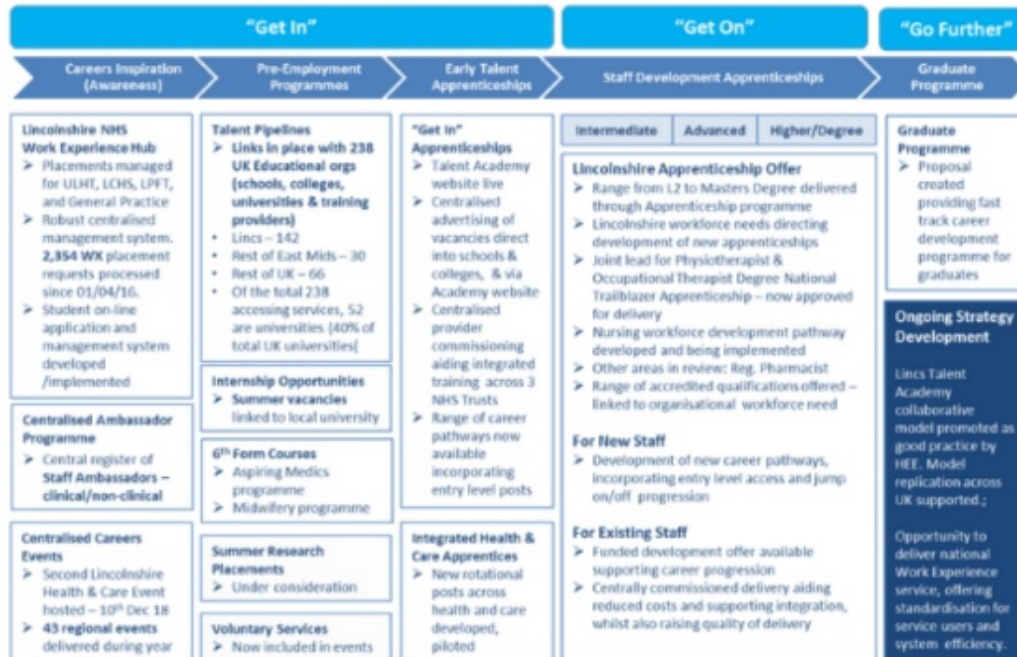 “Get In”
“Get On”
“Go Further”
Careers Inspiration
(Awareness)
Pre-Employment
Programmes
Early Talent
Apprenticeships
Staff Development Apprenticeships
Graduate
Programme
Lincolnshire NHS
Work Experience Hub
➢ Placements managed
for ULHT, LCHS, LPFT,
and General Practice
➢ Robust centralised
management system.
2,354 WX placement
requests processed
since 01/04/16.
➢ Student on-line
application and
management system
developed
/implemented
Centralised Ambassador
Programme
➢ Central register of
Staff Ambassadors –
clinical/non-clinical
Centralised Careers
Events
➢ Second Lincolnshire
Health & Care Event
hosted – 10th Dec 18
➢ 43 regional events
delivered during year
Talent Pipelines
➢ Links in place with 238
UK Educational orgs
(schools, colleges,
universities & training
providers)
• Lincs – 142
• Rest of East Mids – 30
• Rest of UK – 66
• Of the total 238
accessing services, 52
are universities (40% of
total UK universities(
Internship Opportunities
➢ Summer vacancies
linked to local university
6th Form Courses
➢ Aspiring Medics
programme
➢ Midwifery programme
Summer Research
Placements
➢ Under consideration
Voluntary Services
➢ Now included in events
“Get In”
Apprenticeships
➢ Talent Academy
website live
➢ Centralised
advertising of
vacancies direct
into schools &
colleges, & via
Academy website
➢ Centralised
provider
commissioning
aiding integrated
training across 3
NHS Trusts
➢ Range of career
pathways now
available
incorporating
entry level posts
Integrated Health &
Care Apprentices
➢ New rotational
posts across
health and care
developed,
piloted
Intermediate
Advanced
Higher/Degree
Lincolnshire Apprenticeship Offer
➢ Range from L2 to Masters Degree delivered
through Apprenticeship programme
➢ Lincolnshire workforce needs directing
development of new apprenticeships
➢ Joint lead for Physiotherapist &
Occupational Therapist Degree National
Trailblazer Apprenticeship – now approved
for delivery
➢ Nursing workforce development pathway
developed and being implemented
➢ Other areas in review: Reg. Pharmacist
➢ Range of accredited qualifications offered –
linked to organisational workforce need
For New Staff
➢ Development of new career pathways,
incorporating entry level access and jump
on/off progression
For Existing Staff
➢ Funded development offer available
supporting career progression
➢ Centrally commissioned delivery aiding
reduced costs and supporting integration,
whilst also raising quality of delivery
Graduate
Programme
➢ Proposal
created
providing fast
track career
development
programme for
graduates
Ongoing Strategy
Development
Lincs Talent
Academy
collaborative
model promoted as
good practice by
HEE. Model
replication across
UK supported.;
Opportunity to
deliver national
Work Experience
service, offering
standardisation for
service users and
system efficiency.